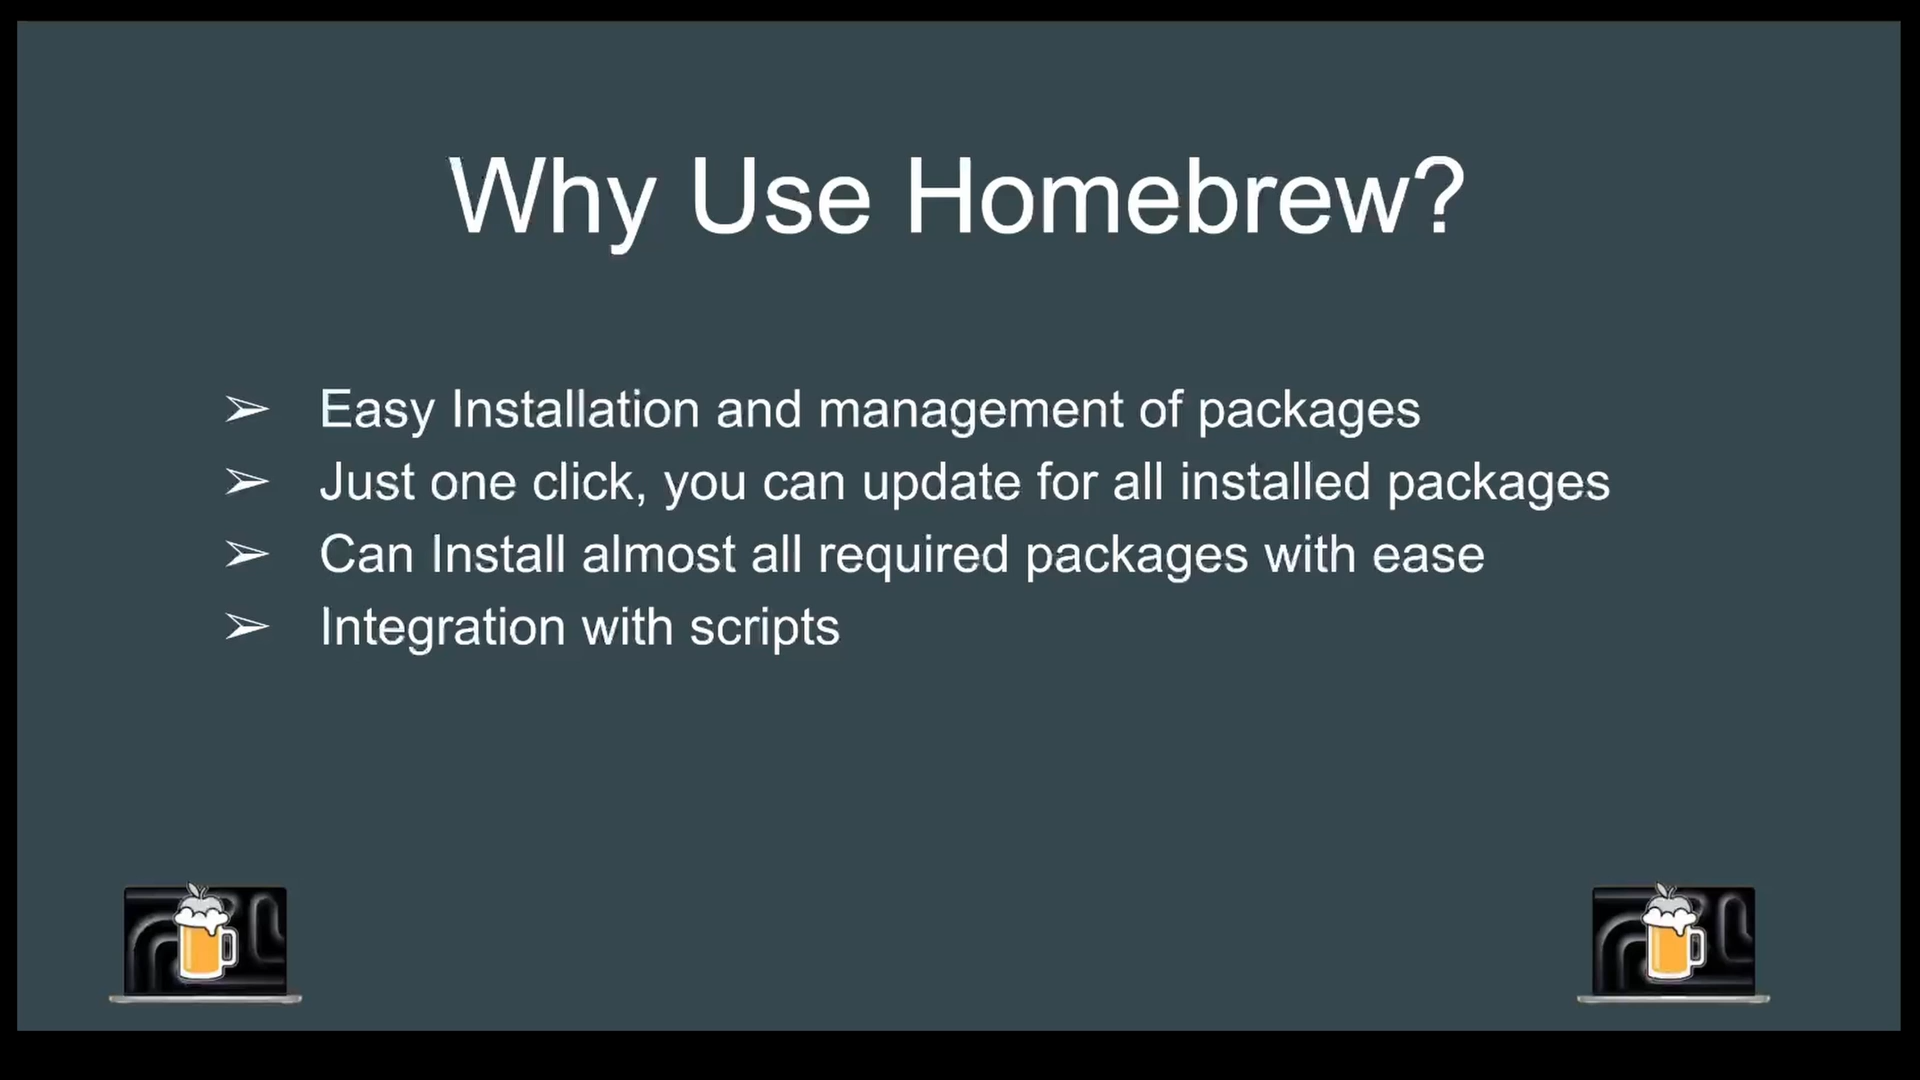 Why Use Homebrew?
➢ Easy Installation and management of packages
➢ Just one click, you can update for all installed packages
➢ Can Install almost all required packages with ease
➢ Integration with scripts